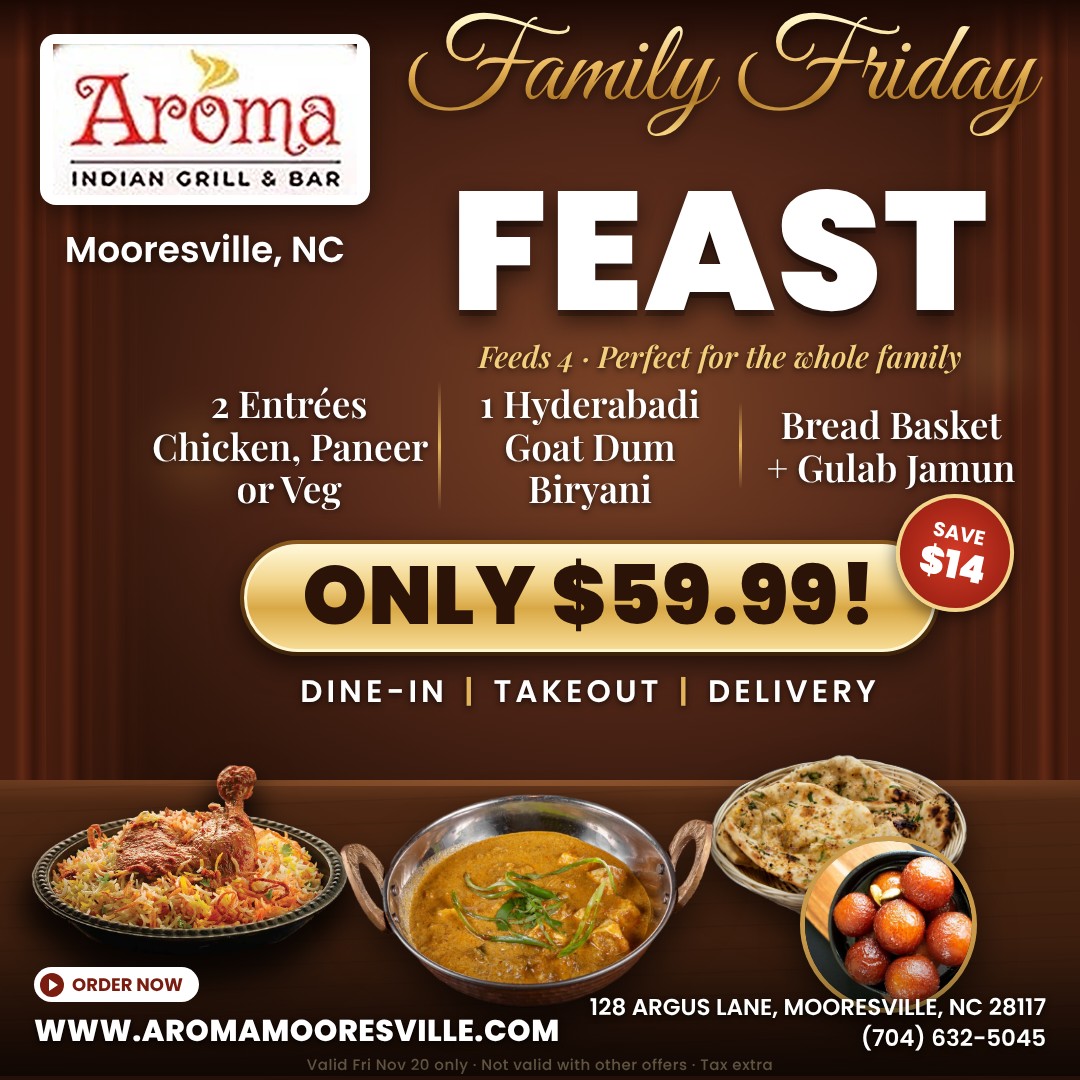 Aroma
INDIAN GRILL & BAR
Mooresville, NC
Family Friday
FEAST
Feeds 4 · Perfect for the whole family
2 Entrées
Chicken, Paneer
or Veg
1 Hyderabadi
Goat Dum
Biryani
Bread Basket
+ Gulab Jamun
SAVE
$14
ONLY $59.99!
DINE-IN | TAKEOUT | DELIVERY
ORDER NOW
WWW.AROMAMOORESVILLE.COM
128 ARGUS LANE, MOORESVILLE, NC 28117
(704) 632-5045
Valid Fri Nov 20 only · Not valid with other offers · Tax extra